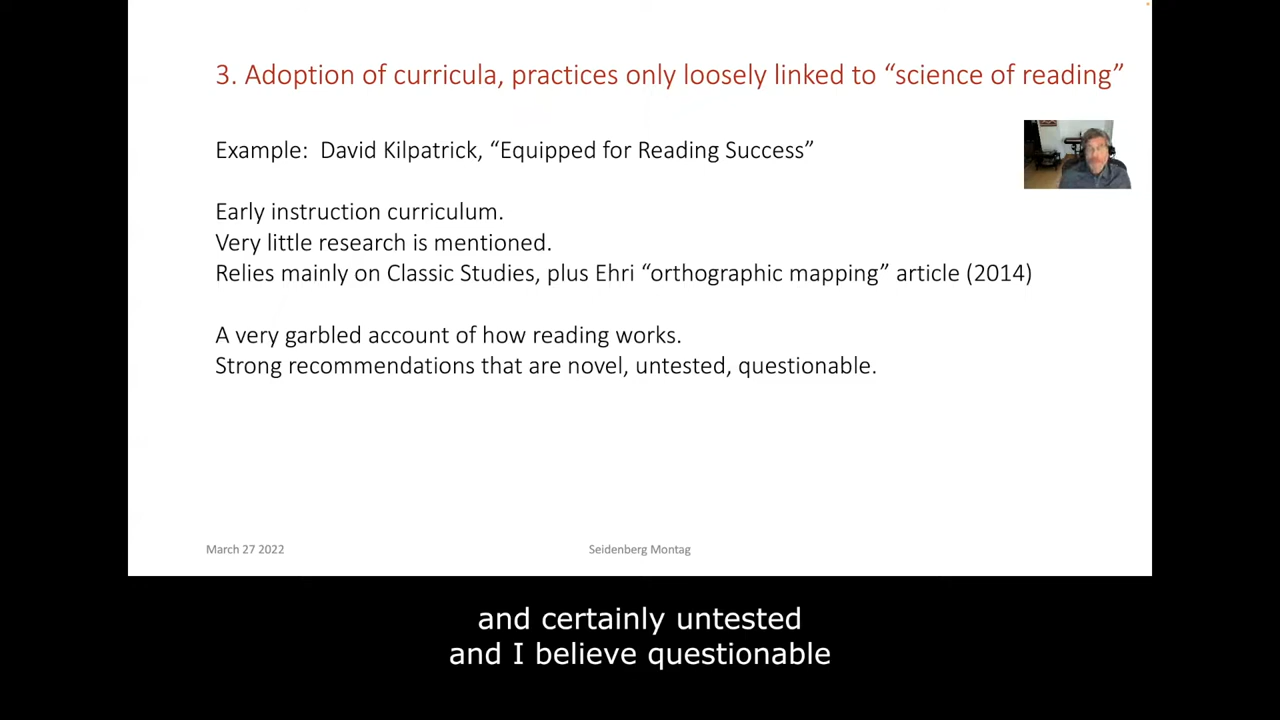 3. Adoption of curricula, practices only loosely linked to “science of reading”
Example:  David Kilpatrick, “Equipped for Reading Success”
Early instruction curriculum.
Very little research is mentioned.
Relies mainly on Classic Studies, plus Ehri “orthographic mapping” article (2014)
A very garbled account of how reading works.
Strong recommendations that are novel, untested, questionable.
March 27 2022
Seidenberg Montag
and certainly untested
and I believe questionable